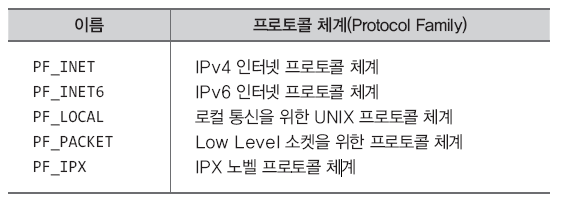 이름 프로토콜 체계(Protocol Family)
PF_INET IPv4 인터넷 프로토콜 체계
PF_INET6 IPv6 인터넷 프로토콜 체계
PF_LOCAL 로컬 통신을 위한 UNIX 프로토콜 체계
PF_PACKET Low Level 소켓을 위한 프로토콜 체계
PF_IPX IPX 노벨 프로토콜 체계